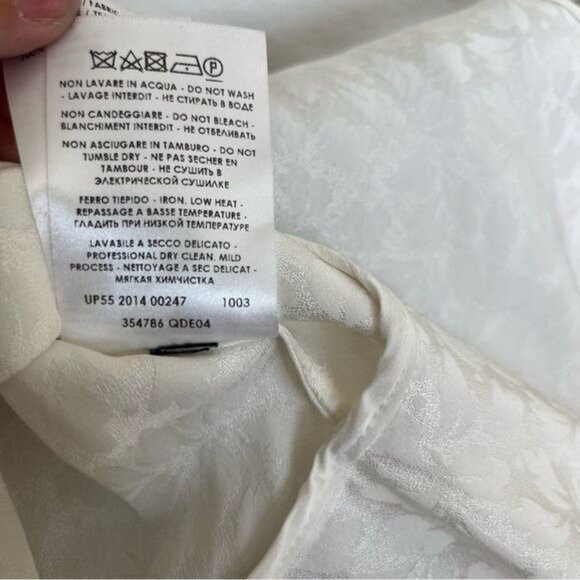 / FABRIC
100%
P
NON LAVARE IN ACQUA - DO NOT WASH
- LAVAGE INTERDIT - НЕ СТИРАТЬ В ВОДЕ
NON CANDEGGIARE - DO NOT BLEACH -
BLANCHIMENT INTERDIT - НЕ ОТБЕЛИВАТЬ
NON ASCIUGARE IN TAMBURO - DO NOT
TUMBLE DRY - NE PAS SECHER EN
TAMBOUR - НЕ СУШИТЬ В
ЭЛЕКТРИЧЕСКОЙ СУШИЛКЕ
FERRO TIEPIDO - IRON, LOW HEAT -
REPASSAGE A BASSE TEMPERATURE -
ГЛАДИТЬ ПРИ НИЗКОЙ ТЕМПЕРАТУРЕ
LAVABILE A SECCO DELICATO -
PROFESSIONAL DRY CLEAN, MILD
PROCESS - NETTOYAGE A SEC DELICAT -
МЯГКАЯ ХИМЧИСТКА
UP55 2014 00247 1003
354786 QDE04